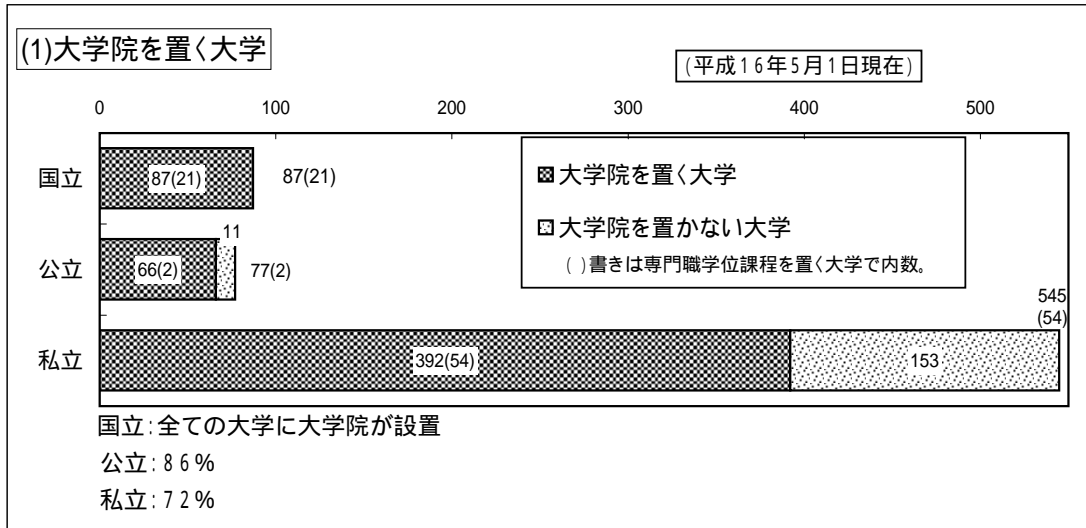 (1)大学院を置く大学
(平成16年5月1日現在)
0 100 200 300 400 500
国立 87(21) 87(21)
大学院を置く大学
大学院を置かない大学
( )書きは専門職学位課程を置く大学で内数。
11
公立 66(2) 77(2)
545
(54)
私立 392(54) 153
国立:全ての大学に大学院が設置
公立:86%
私立:72%